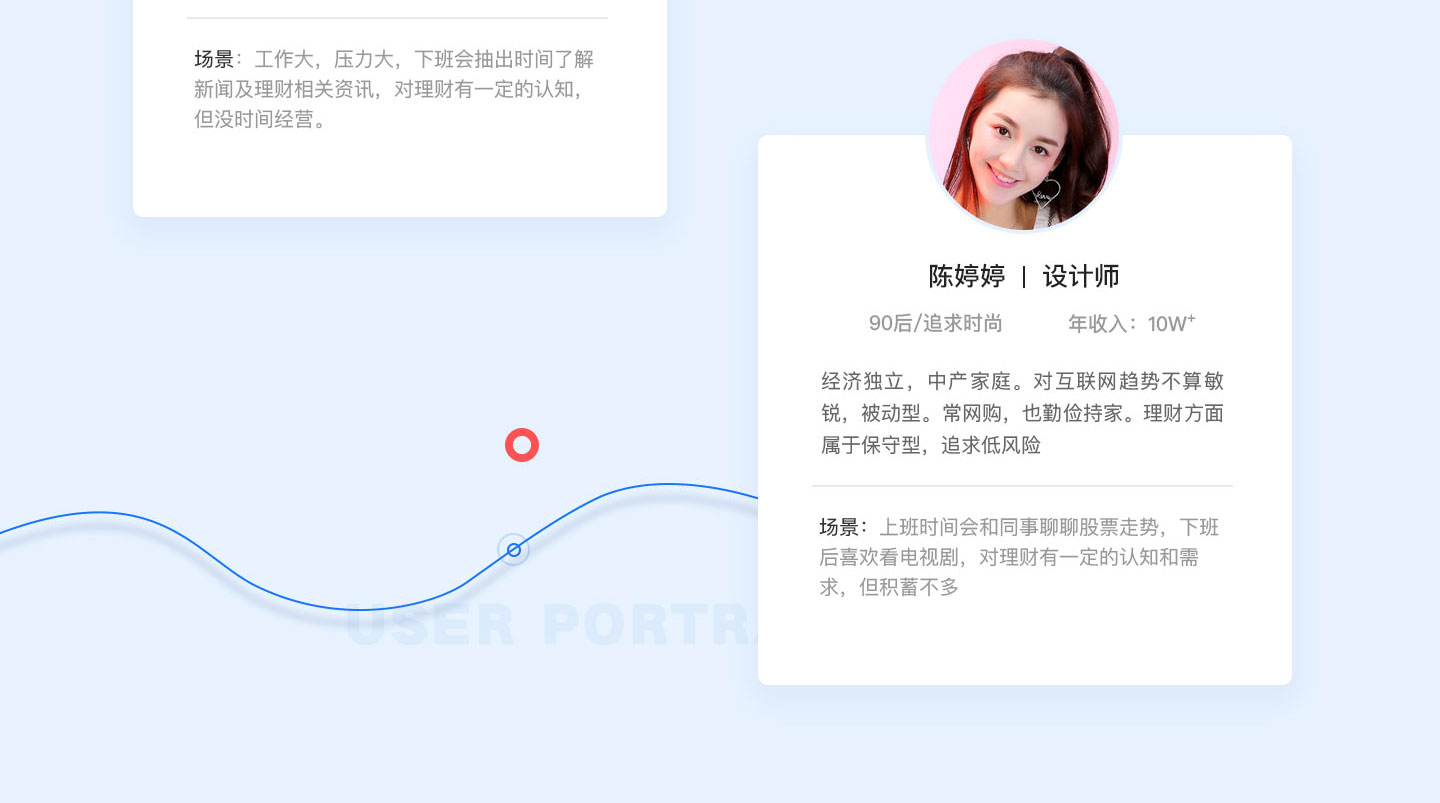 场景：工作大，压力大，下班会抽出时间了解
新闻及理财相关资讯，对理财有一定的认知，
但没时间经营。
陈婷婷 | 设计师
90后/追求时尚 年收入：10W⁺
经济独立，中产家庭。对互联网趋势不算敏
锐，被动型。常网购，也勤俭持家。理财方面
属于保守型，追求低风险
场景：上班时间会和同事聊聊股票走势，下班
后喜欢看电视剧，对理财有一定的认知和需
求，但积蓄不多
USER PORTR